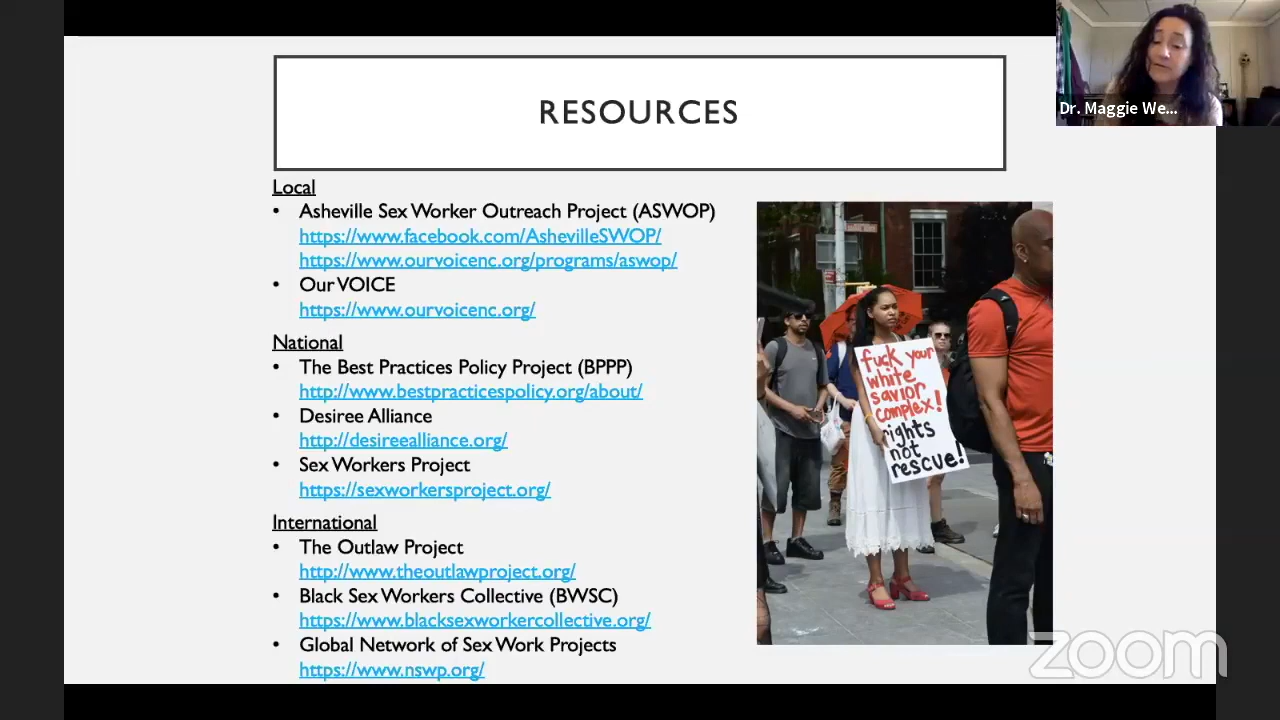 RESOURCES
Dr. Maggie We...
Local
• Asheville Sex Worker Outreach Project (ASWOP)
https://www.facebook.com/AshevilleSWOP/
https://www.ourvoicenc.org/programs/aswop/
• Our VOICE
https://www.ourvoicenc.org/
National
• The Best Practices Policy Project (BPPP)
http://www.bestpracticespolicy.org/about/
• Desiree Alliance
http://desireealliance.org/
• Sex Workers Project
https://sexworkersproject.org/
International
• The Outlaw Project
http://www.theoutlawproject.org/
• Black Sex Workers Collective (BWSC)
https://www.blacksexworkercollective.org/
• Global Network of Sex Work Projects
https://www.nswp.org/
fuck your
white
savior
complex!
rights
not
rescue!
zoom